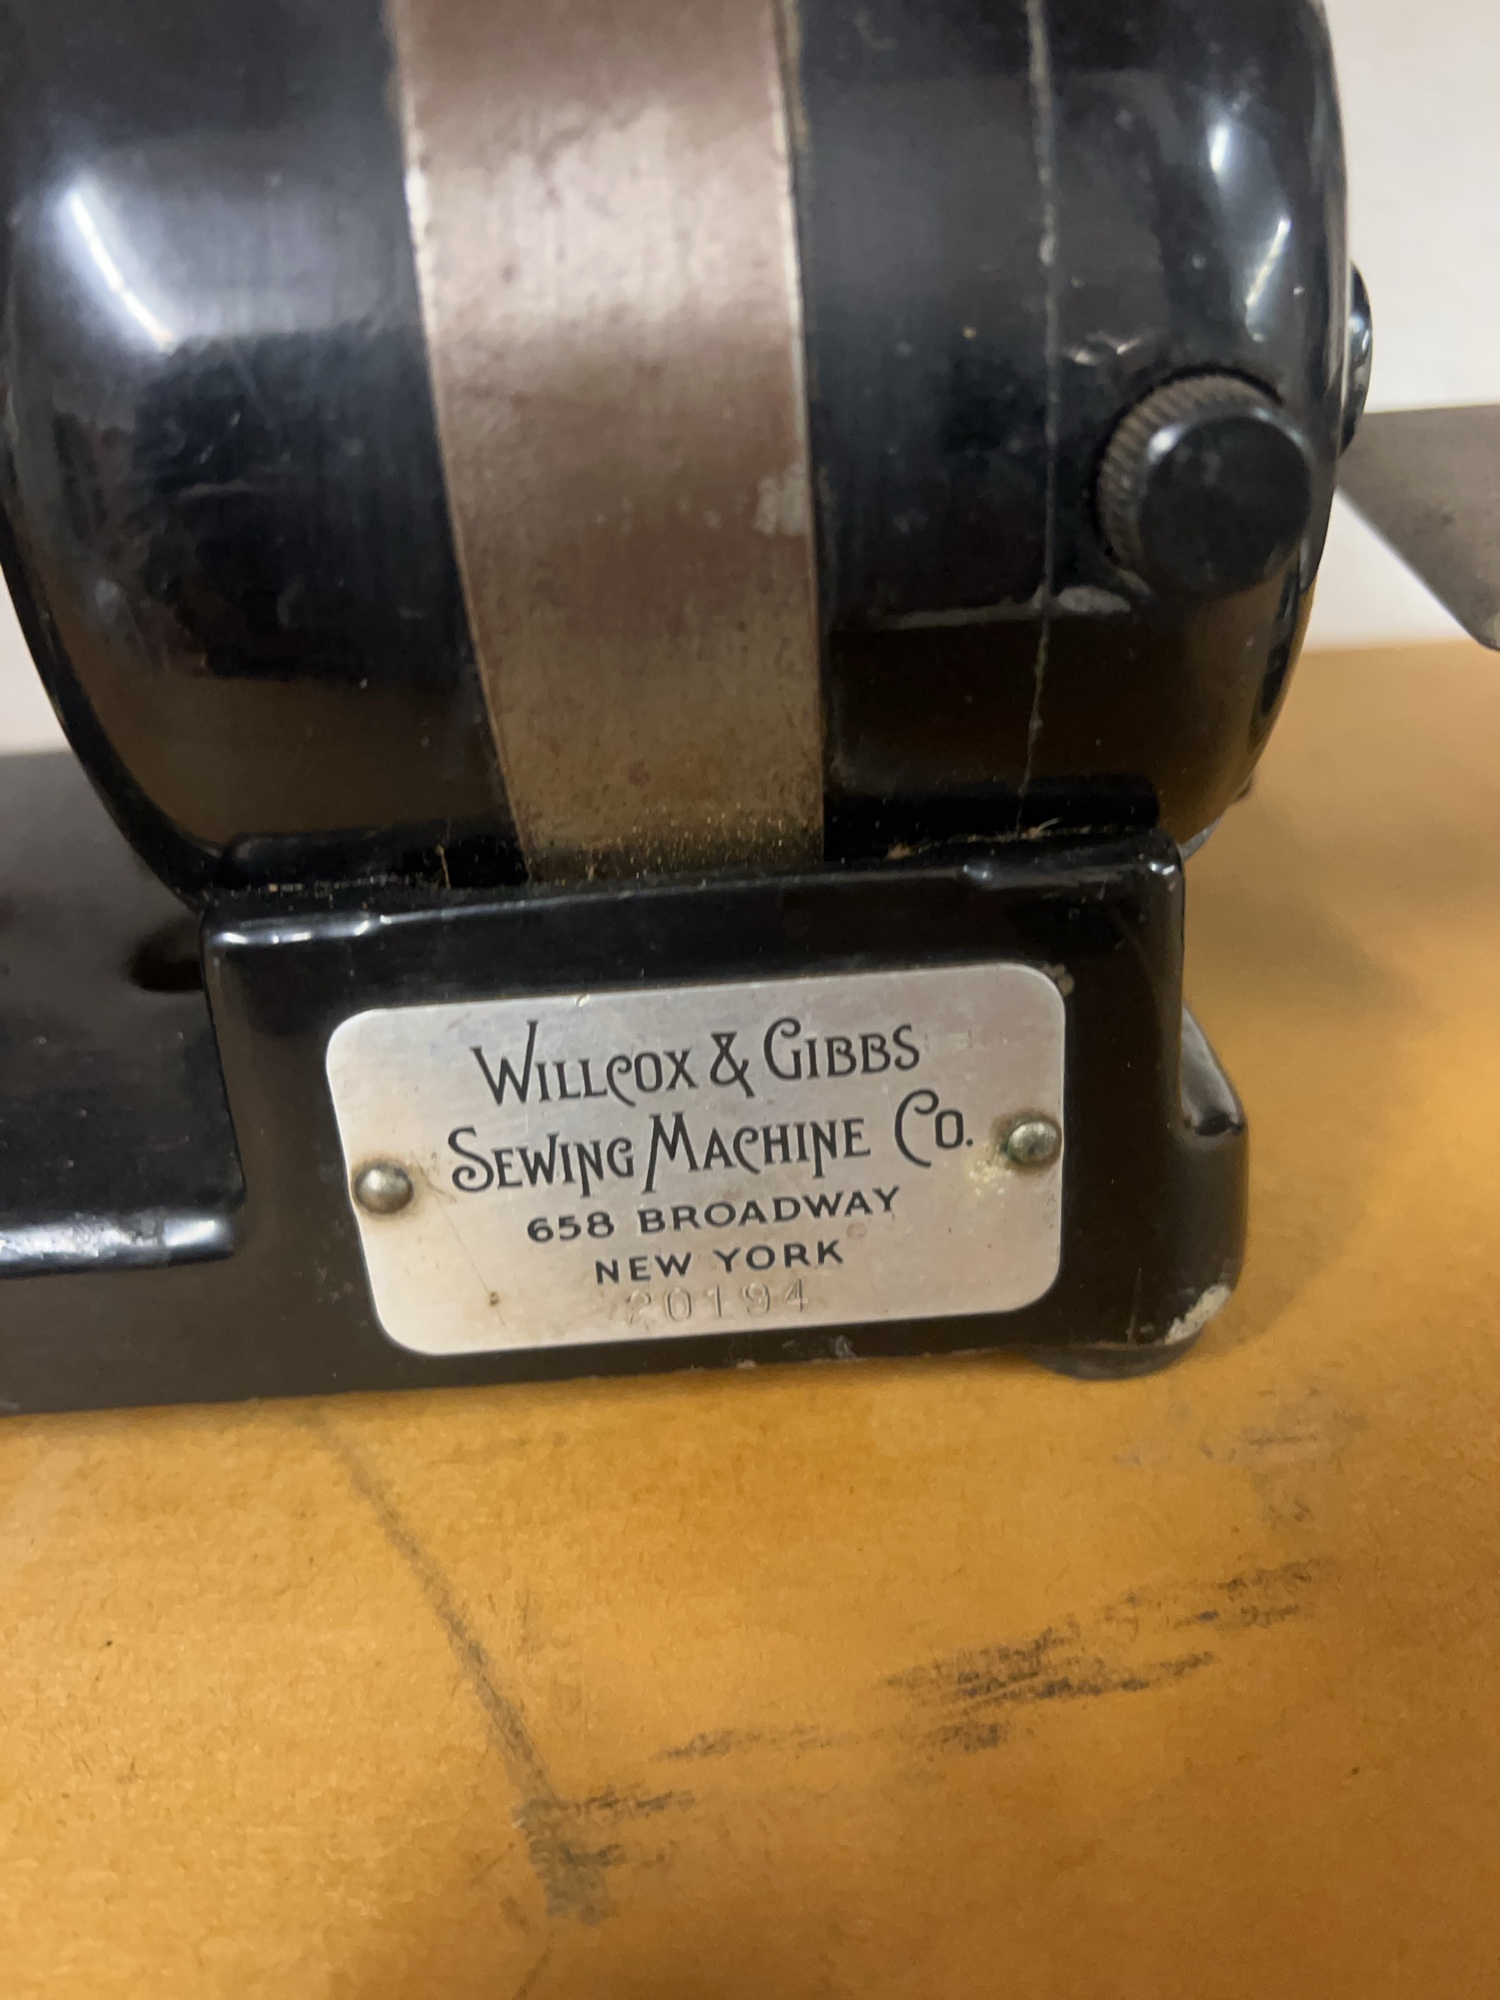 WILLCOX & GIBBS
SEWING MACHINE CO.
658 BROADWAY
NEW YORK
20194